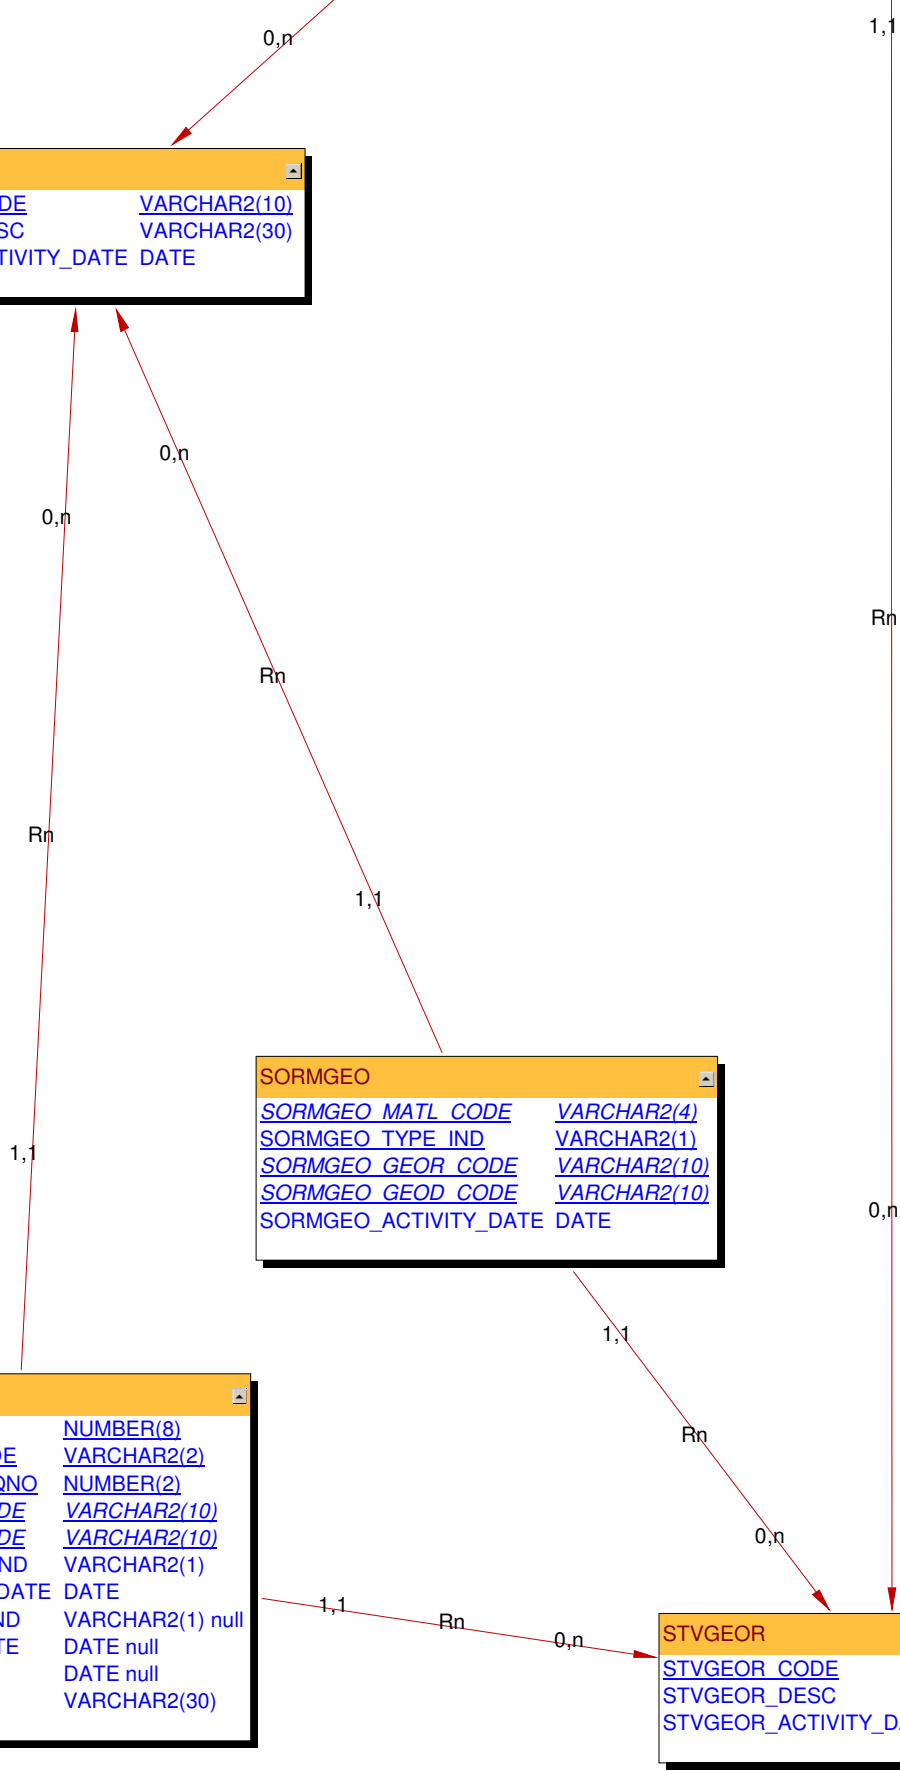 0,n
1,1
DE VARCHAR2(10)
SC VARCHAR2(30)
TIVITY_DATE DATE
0,n
0,n
Rn
Rn
Rn
1,1
SORMGEO
SORMGEO_MATL_CODE VARCHAR2(4)
SORMGEO_TYPE_IND VARCHAR2(1)
SORMGEO_GEOR_CODE VARCHAR2(10)
SORMGEO_GEOD_CODE VARCHAR2(10)
SORMGEO_ACTIVITY_DATE DATE
1,1
0,n
1,1
NUMBER(8)
DE VARCHAR2(2)
QNO NUMBER(2)
DE VARCHAR2(10)
DE VARCHAR2(10)
ND VARCHAR2(1)
DATE DATE
ND VARCHAR2(1) null
TE DATE null
DATE null
VARCHAR2(30)
Rn
0,n
1,1
Rn
0,n
STVGEOR
STVGEOR_CODE
STVGEOR_DESC
STVGEOR_ACTIVITY_DA